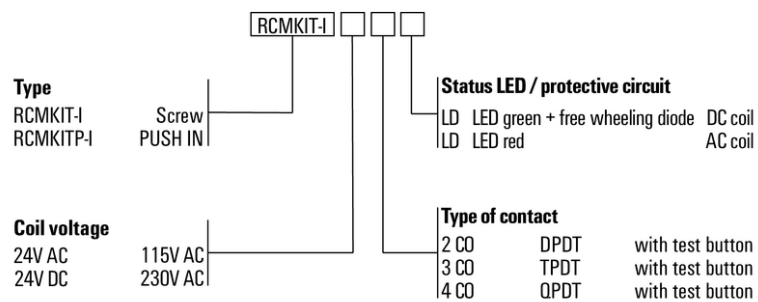 RCMKIT-I
Type
RCMKIT-I Screw
RCMKITP-I PUSH IN
Status LED / protective circuit
LD LED green + free wheeling diode DC coil
LD LED red AC coil
Coil voltage
24V AC 115V AC
24V DC 230V AC
Type of contact
2 CO DPDT with test button
3 CO TPDT with test button
4 CO QPDT with test button